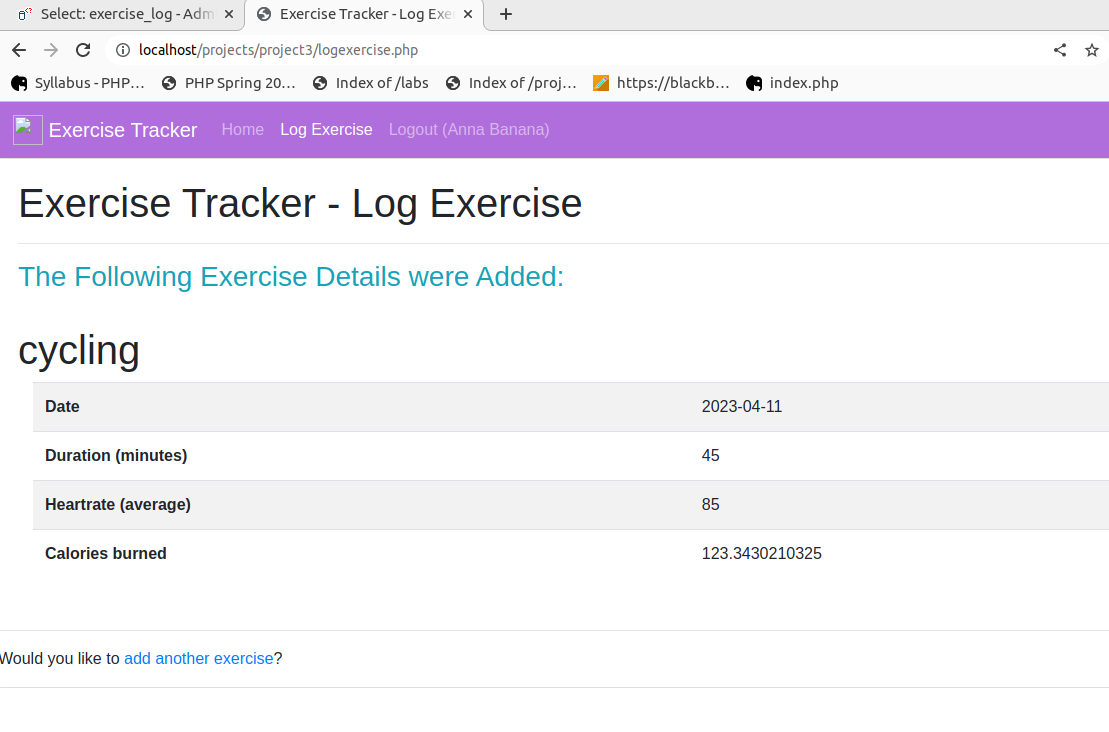 Select: exercise_log - Adm
Exercise Tracker - Log Exer
localhost/projects/project3/logexercise.php
Syllabus - PHP… PHP Spring 20… Index of /labs Index of /proj… https://blackb… index.php
Exercise Tracker Home Log Exercise Logout (Anna Banana)
Exercise Tracker - Log Exercise
The Following Exercise Details were Added:
cycling
Date 2023-04-11
Duration (minutes) 45
Heartrate (average) 85
Calories burned 123.3430210325
Would you like to add another exercise?